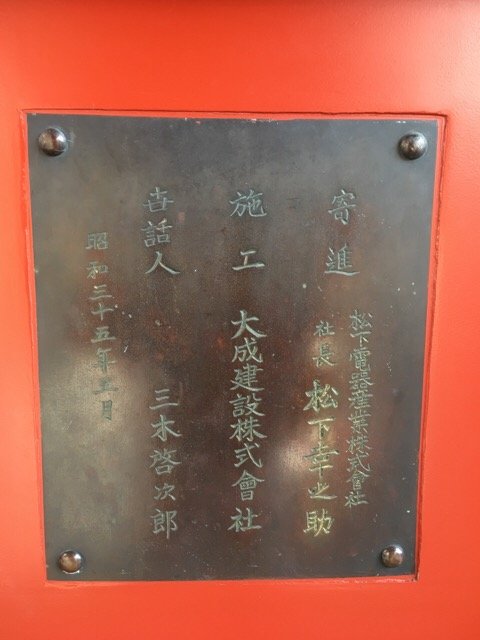 寄進
松下電器産業株式會社
社長 松下幸之助
施工 大成建設株式會社
世話人 三木啓次郎
昭和三十五年五月